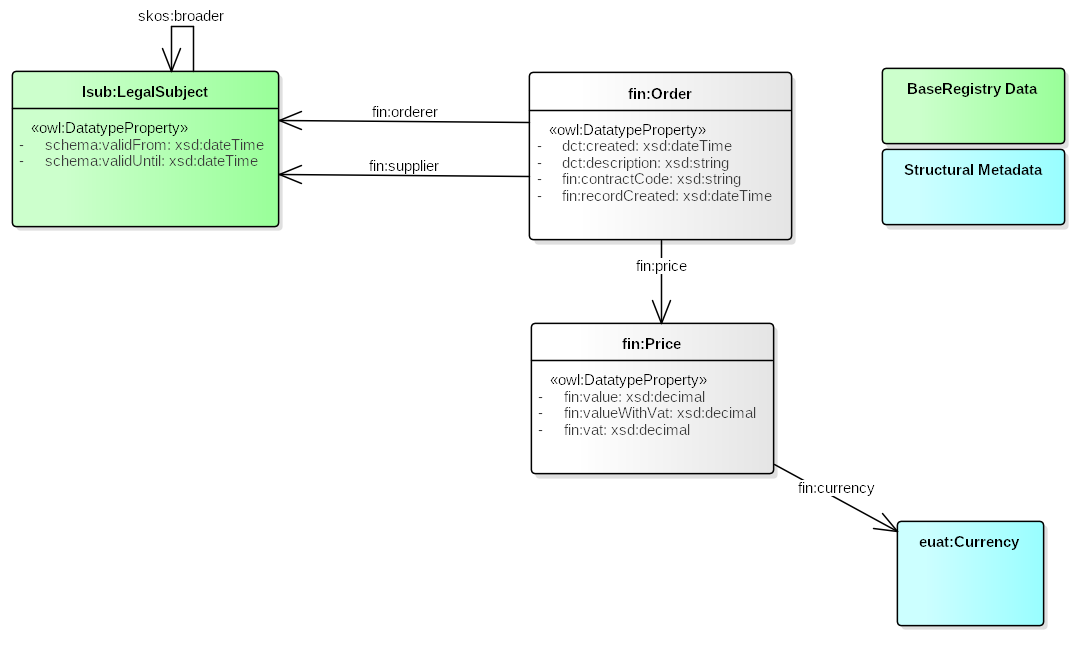 skos:broader
lsub:LegalSubject
«owl:DatatypeProperty»
- schema:validFrom: xsd:dateTime
- schema:validUntil: xsd:dateTime
fin:orderer
fin:supplier
fin:Order
«owl:DatatypeProperty»
- dct:created: xsd:dateTime
- dct:description: xsd:string
- fin:contractCode: xsd:string
- fin:recordCreated: xsd:dateTime
BaseRegistry Data
Structural Metadata
fin:price
fin:Price
«owl:DatatypeProperty»
- fin:value: xsd:decimal
- fin:valueWithVat: xsd:decimal
- fin:vat: xsd:decimal
fin:currency
euat:Currency